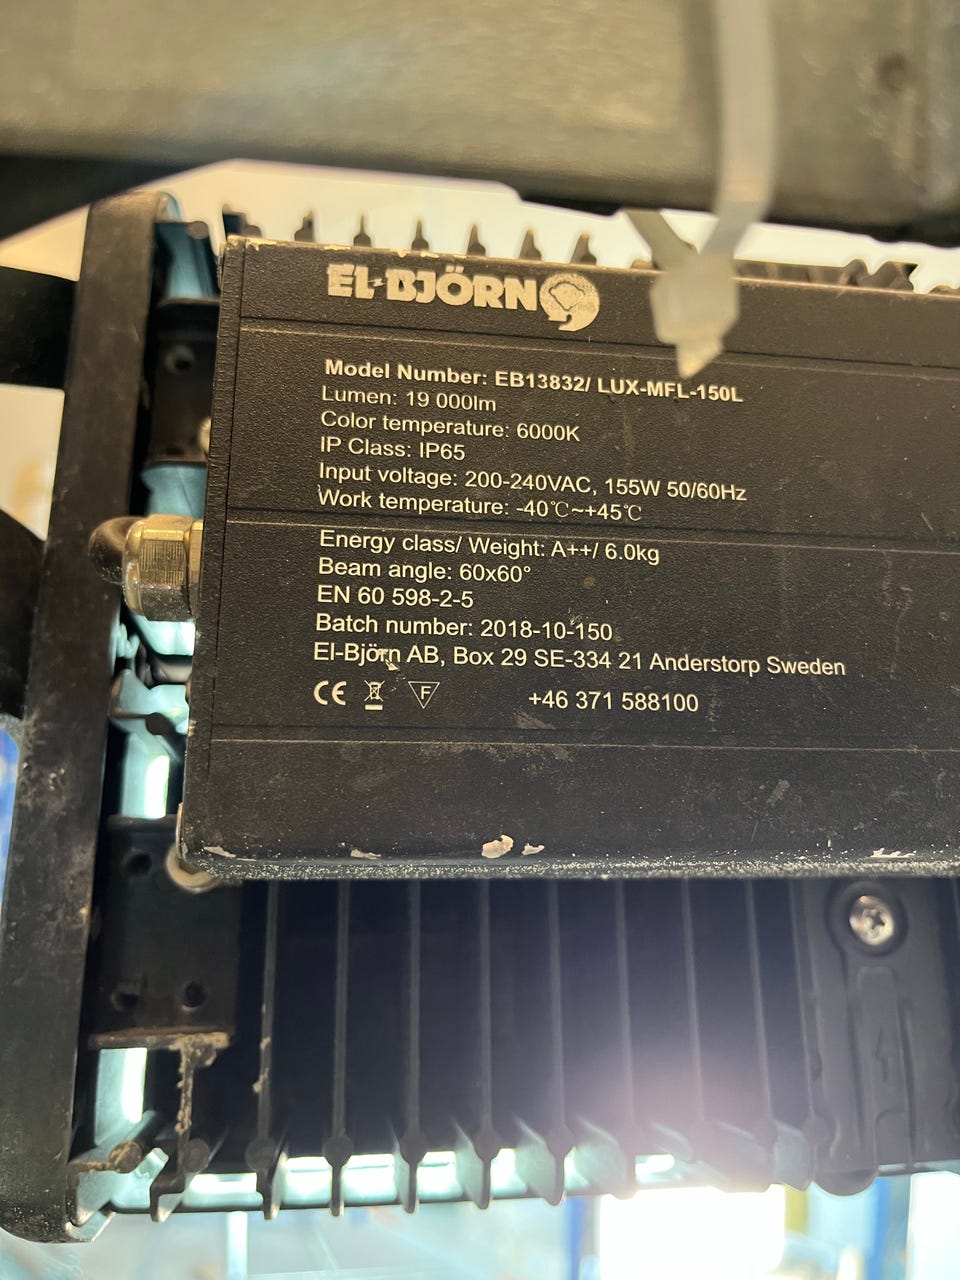 EL-BJÖRN
Model Number: EB13832/ LUX-MFL-150L
Lumen: 19 000lm
Color temperature: 6000K
IP Class: IP65
Input voltage: 200-240VAC, 155W 50/60Hz
Work temperature: -40℃~+45℃
Energy class/ Weight: A++/ 6.0kg
Beam angle: 60x60°
EN 60 598-2-5
Batch number: 2018-10-150
El-Björn AB, Box 29 SE-334 21 Anderstorp Sweden
CE F +46 371 588100